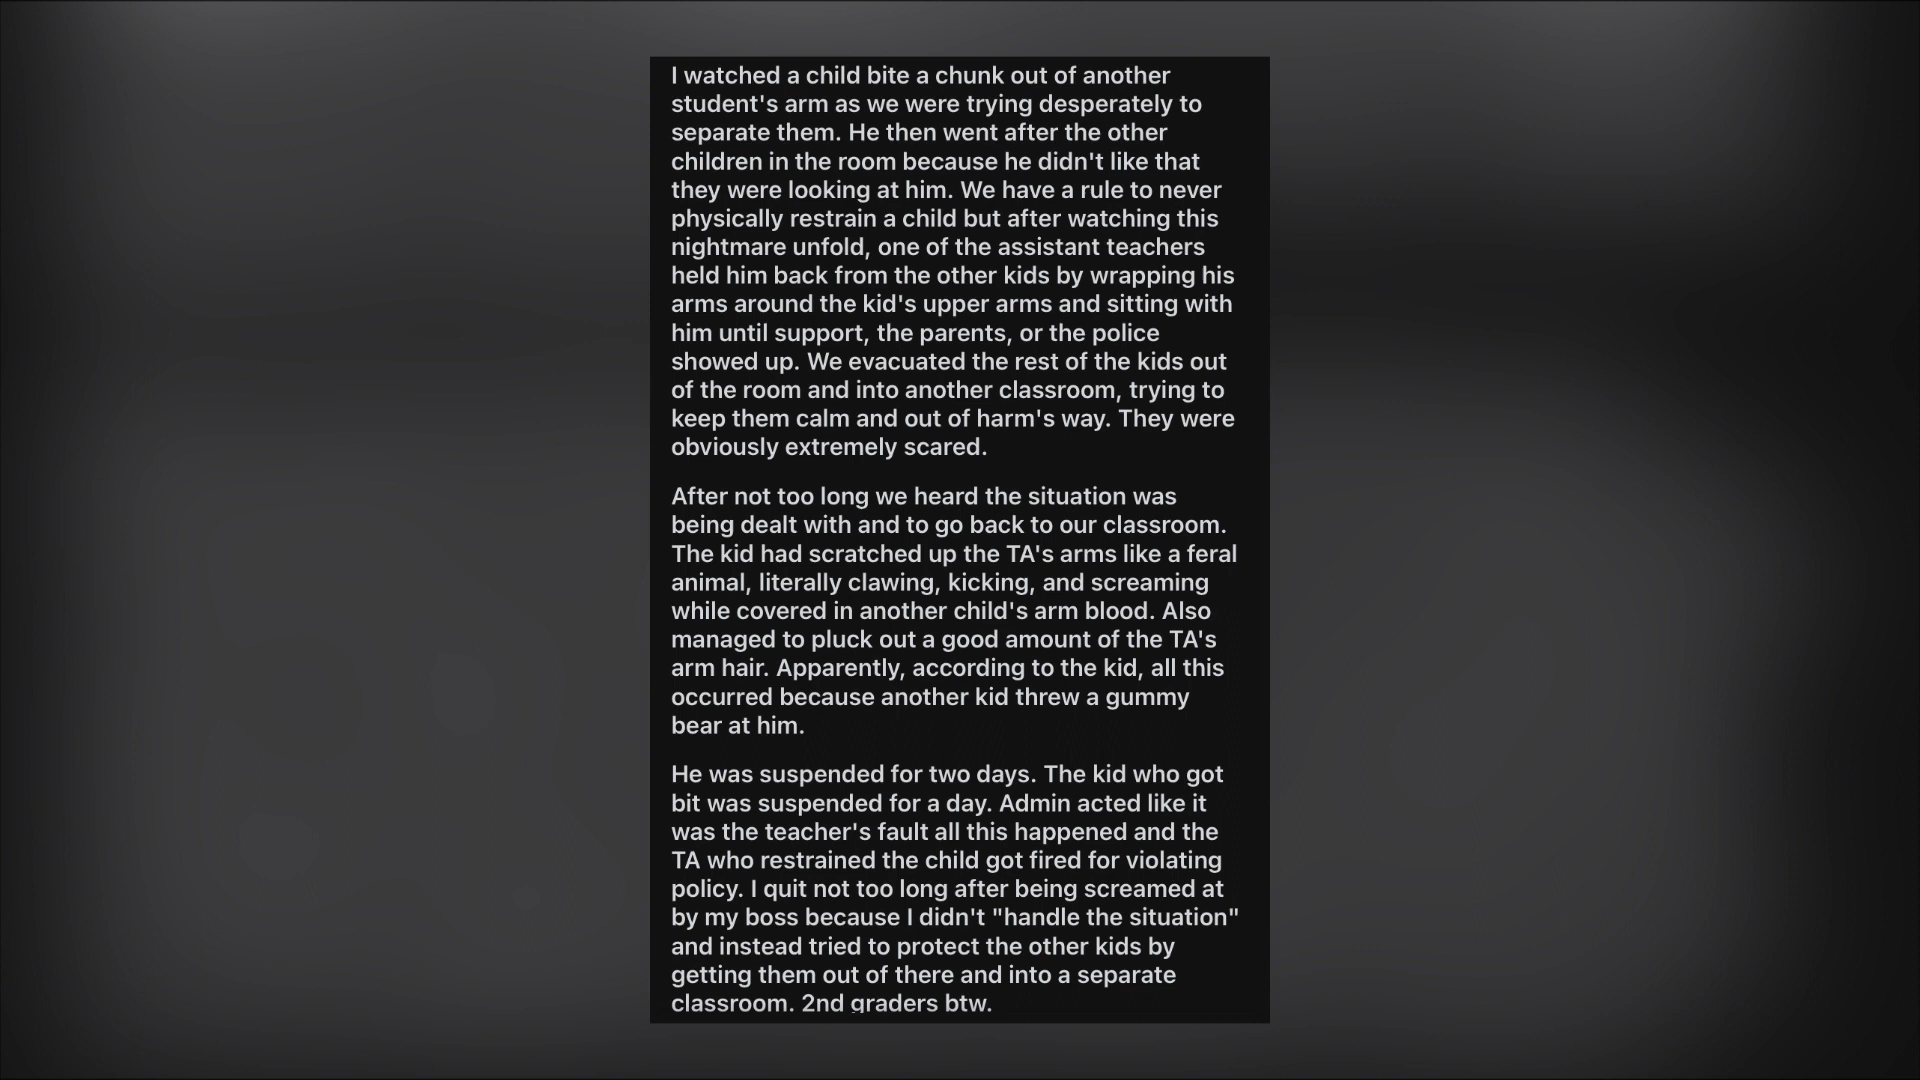 I watched a child bite a chunk out of another
student's arm as we were trying desperately to
separate them. He then went after the other
children in the room because he didn't like that
they were looking at him. We have a rule to never
physically restrain a child but after watching this
nightmare unfold, one of the assistant teachers
held him back from the other kids by wrapping his
arms around the kid's upper arms and sitting with
him until support, the parents, or the police
showed up. We evacuated the rest of the kids out
of the room and into another classroom, trying to
keep them calm and out of harm's way. They were
obviously extremely scared.
After not too long we heard the situation was
being dealt with and to go back to our classroom.
The kid had scratched up the TA's arms like a feral
animal, literally clawing, kicking, and screaming
while covered in another child's arm blood. Also
managed to pluck out a good amount of the TA's
arm hair. Apparently, according to the kid, all this
occurred because another kid threw a gummy
bear at him.
He was suspended for two days. The kid who got
bit was suspended for a day. Admin acted like it
was the teacher's fault all this happened and the
TA who restrained the child got fired for violating
policy. I quit not too long after being screamed at
by my boss because I didn't "handle the situation"
and instead tried to protect the other kids by
getting them out of there and into a separate
classroom. 2nd graders btw.